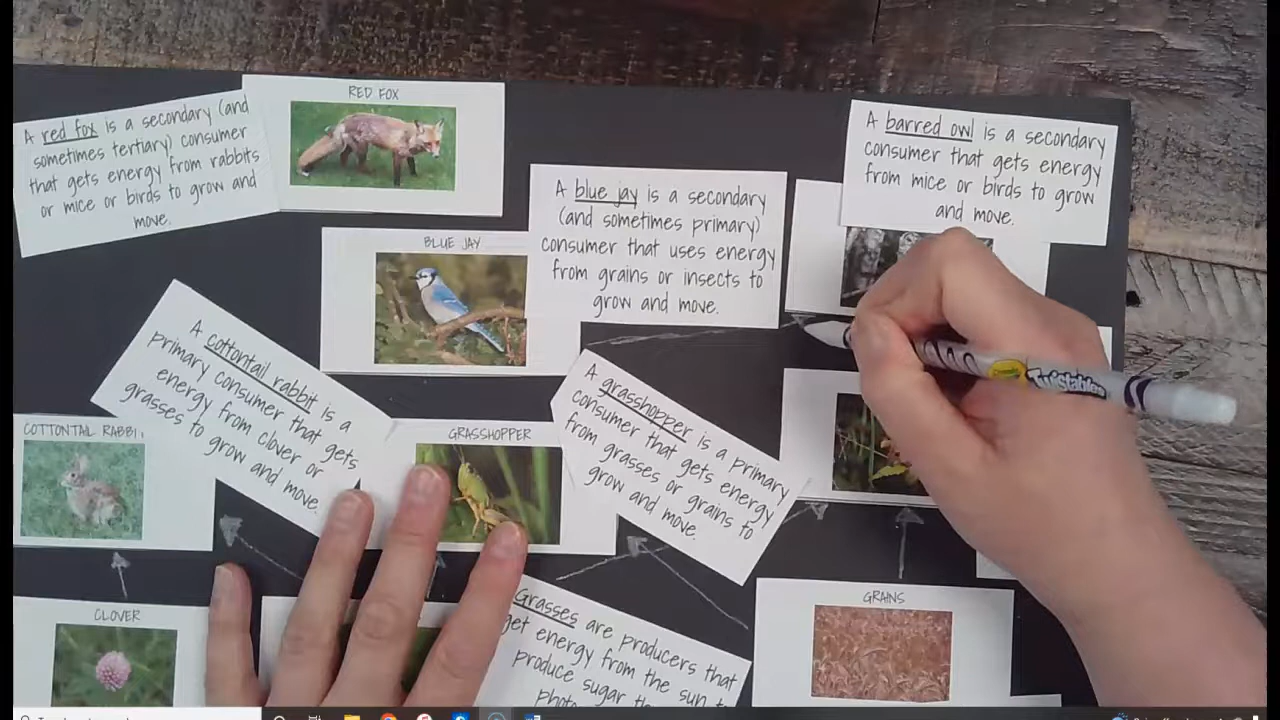 RED FOX
A red fox is a secondary (and
sometimes tertiary) consumer
that gets energy from rabbits
or mice or birds to grow and
move.
A barred owl is a secondary
consumer that gets energy
from mice or birds to grow
and move.
A blue jay is a secondary
(and sometimes primary)
consumer that uses energy
from grains or insects to
grow and move.
BLUE JAY
A cottontail rabbit is a
primary consumer that gets
energy from clover or
grasses to grow and move.
COTTONTAIL RABBI
GRASSHOPPER
A grasshopper is a primary
consumer that gets energy
from grasses or grains to
grow and move.
Twistables
CLOVER
Grasses are producers that
get energy from the sun
produce sugar
GRAINS